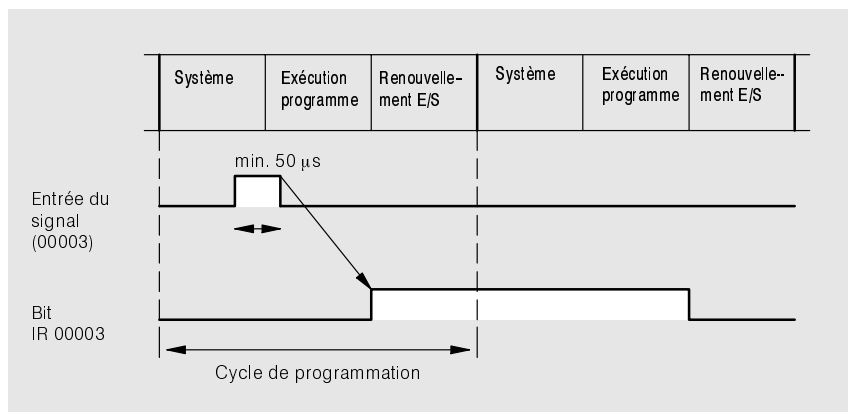 Système
Exécution
programme
Renouvelle-
ment E/S
Système
Exécution
programme
Renouvelle--
ment E/S
min. 50 µs
Entrée du
signal
(00003)
Bit
IR 00003
Cycle de programmation